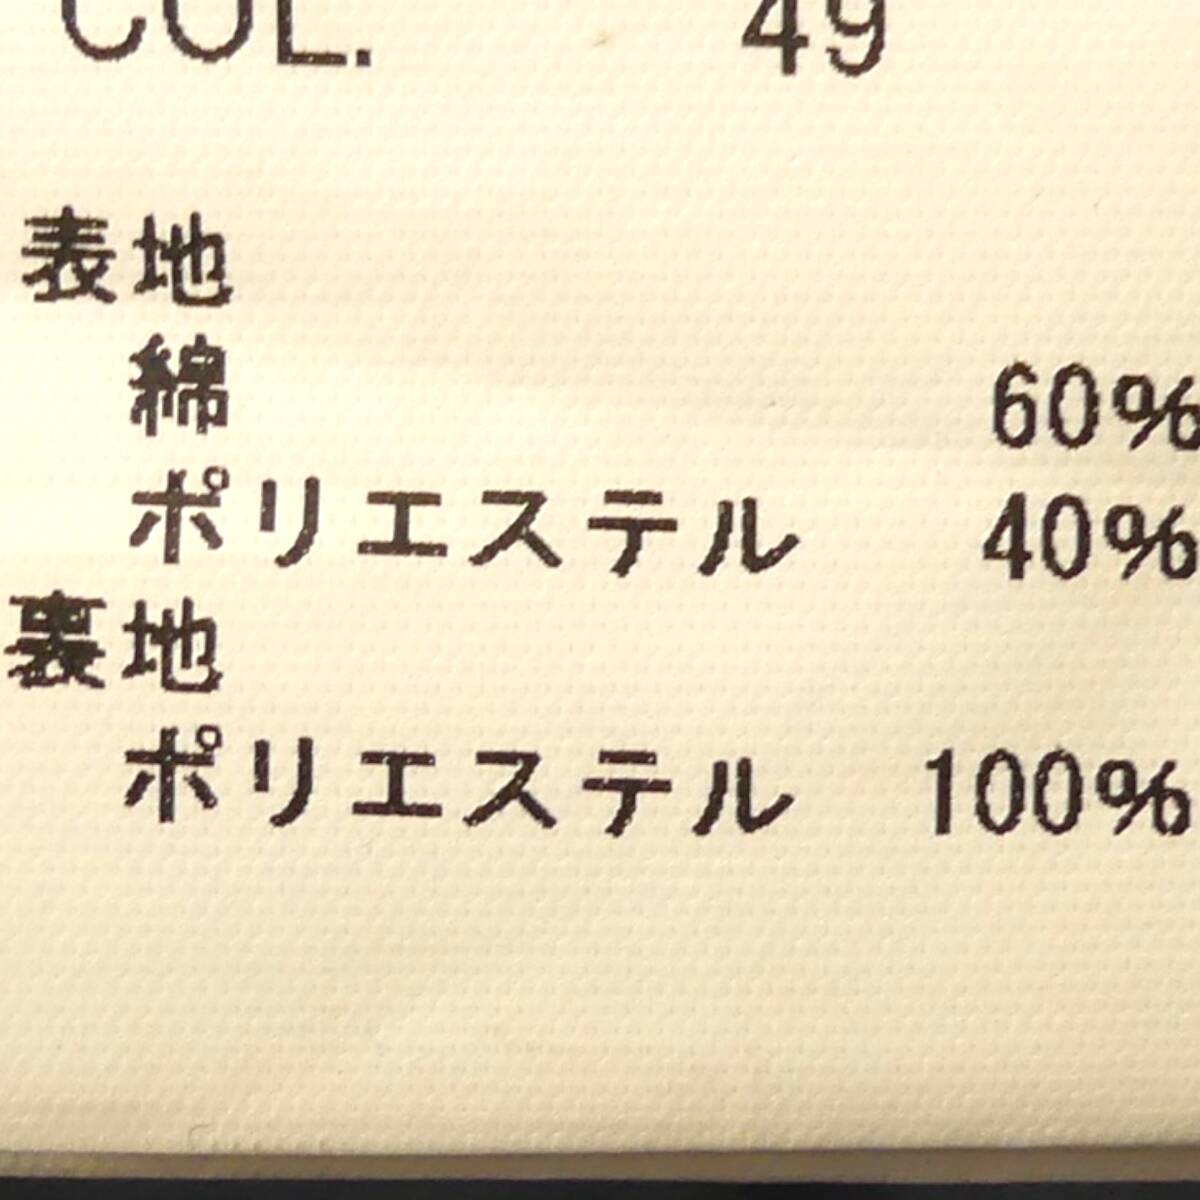 COL. 49
表地
綿 60%
ポリエステル 40%
裏地
ポリエステル 100%